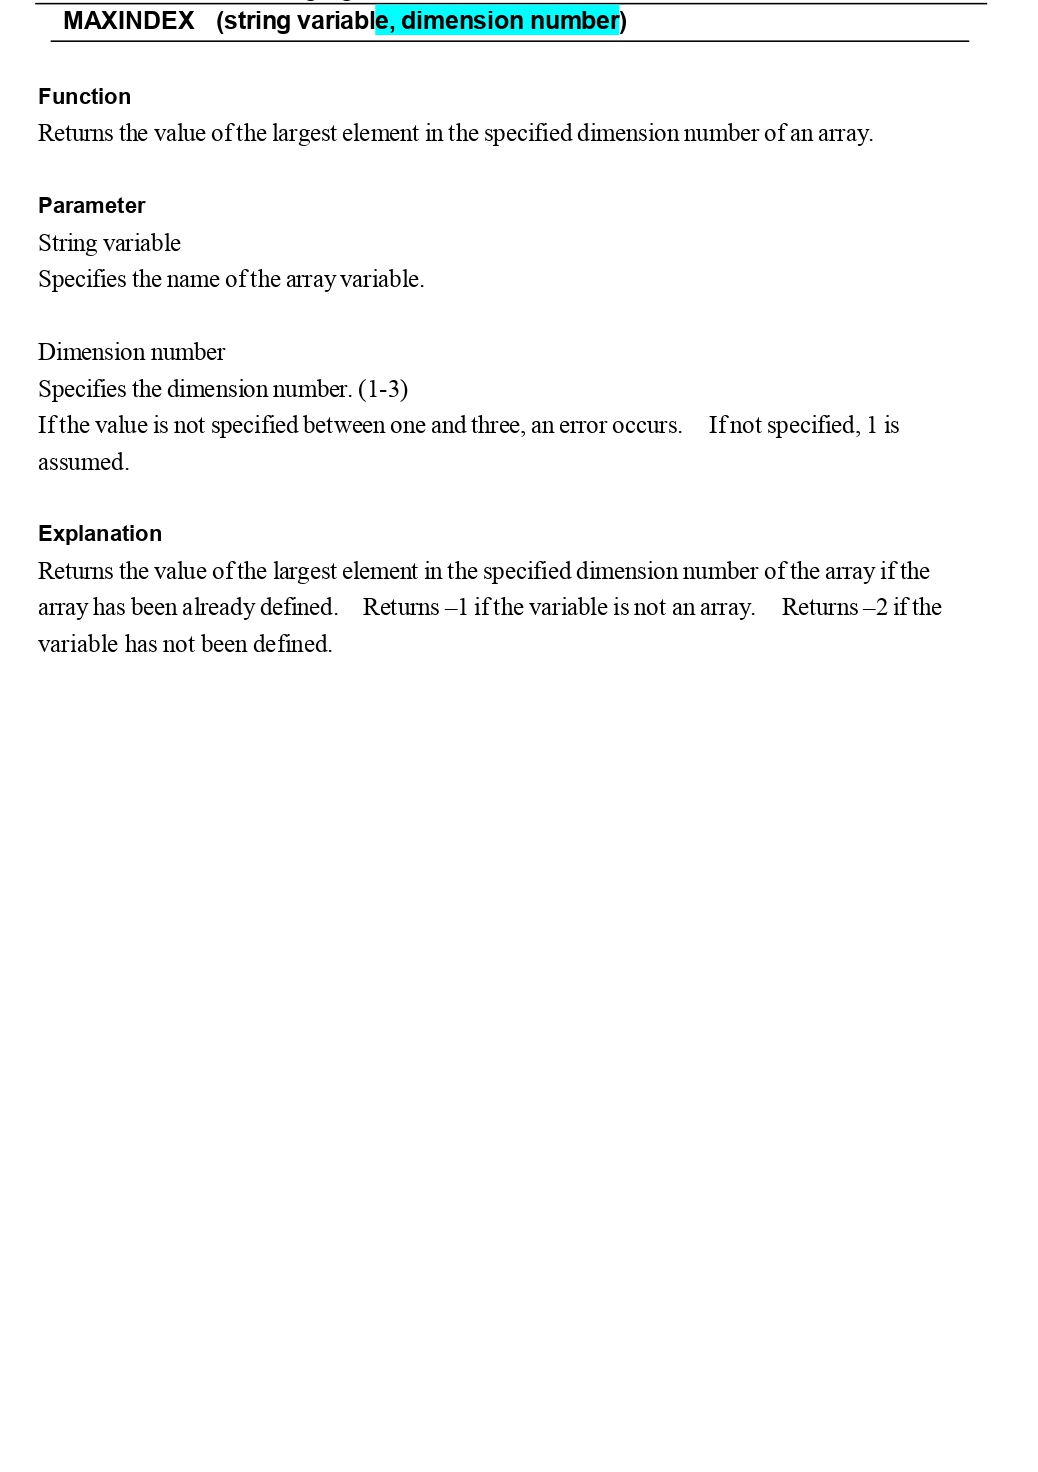 MAXINDEX (string variable, dimension number)
Function
Returns the value of the largest element in the specified dimension number of an array.
Parameter
String variable
Specifies the name of the array variable.
Dimension number
Specifies the dimension number. (1-3)
If the value is not specified between one and three, an error occurs. If not specified, 1 is
assumed.
Explanation
Returns the value of the largest element in the specified dimension number of the array if the
array has been already defined. Returns –1 if the variable is not an array. Returns –2 if the
variable has not been defined.